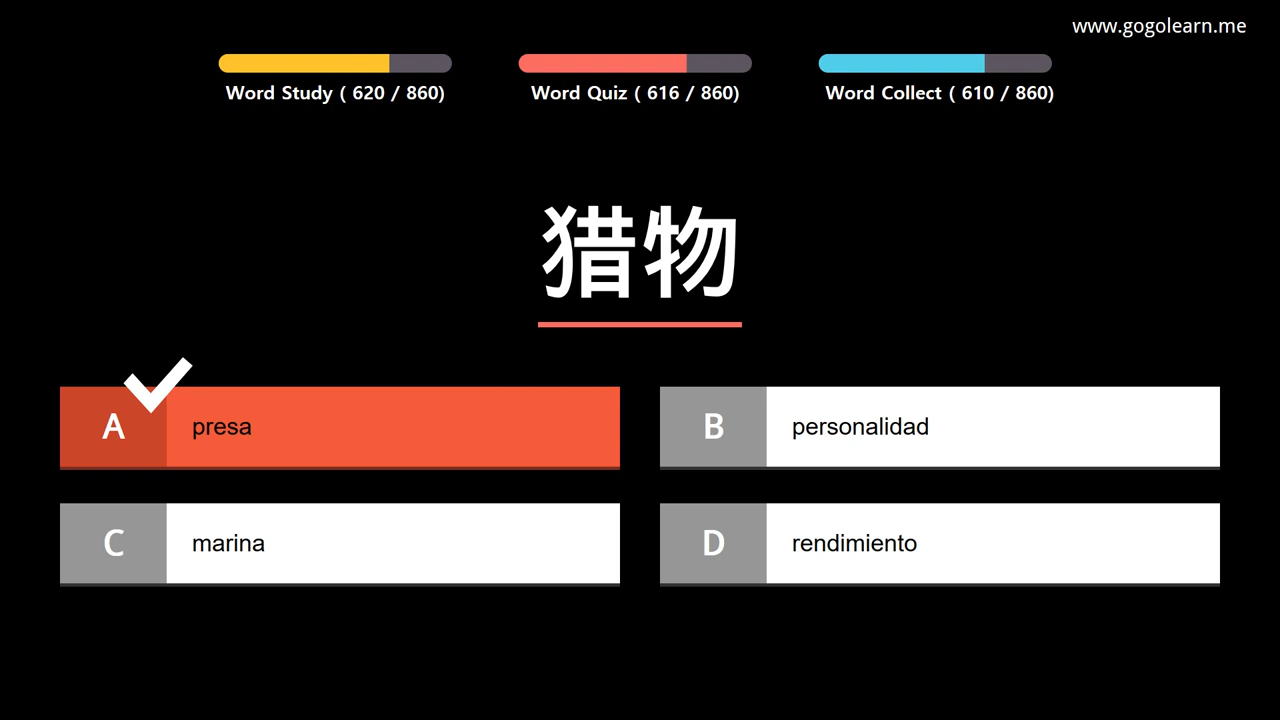 www.gogolearn.me
Word Study ( 620 / 860)
Word Quiz ( 616 / 860)
Word Collect ( 610 / 860)
猎物
A
presa
B
personalidad
C
marina
D
rendimiento